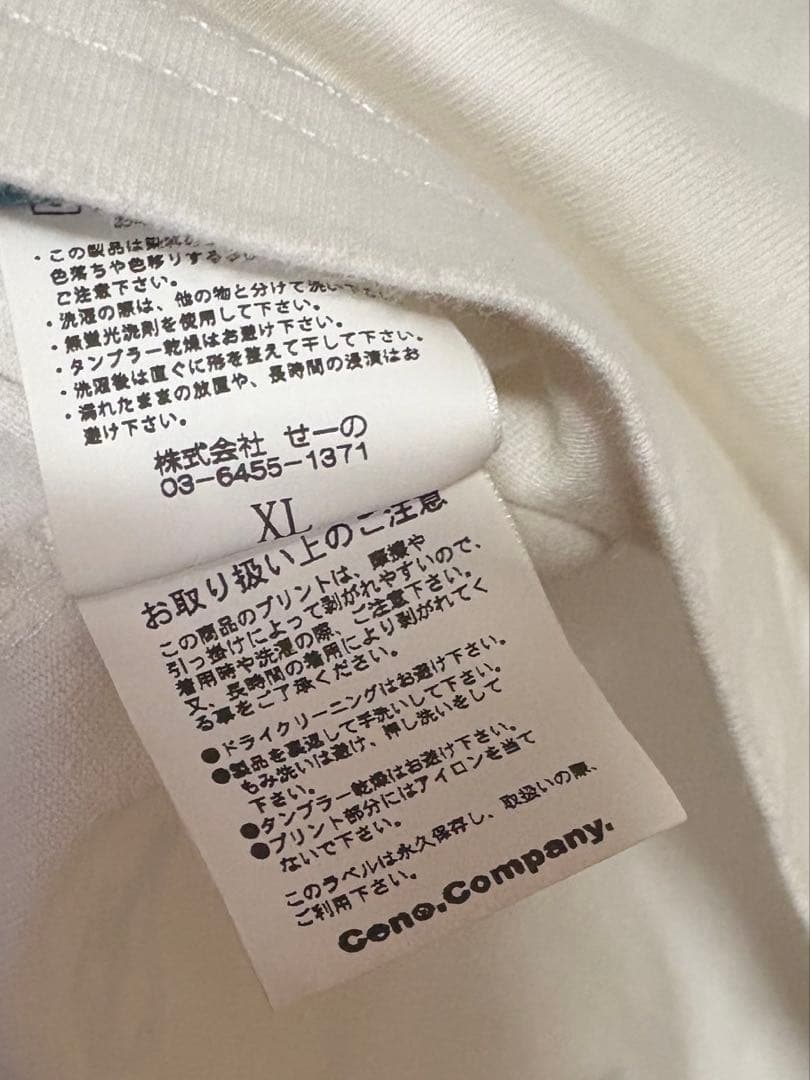 ・この製品は
色落ちや色移りする
ご注意下さい。
・洗濯の際は、他の物と分けて洗い下さい
・無蛍光洗剤を使用して下さい。
・タンブラー乾燥はお避け下さい。
・洗濯後は直ぐに形を整えて干して下さい。
・濡れたままの放置や、長時間の浸漬はお
避け下さい。
株式会社 せーの
03-6455-1371
XL
お取り扱い上のご注意
この商品のプリントは、摩擦や
引っ掛けによって剥がれやすいので、
着用時や洗濯の際、ご注意下さい。
又、長時間の着用により剥がれてく
る事をご了承ください。
●ドライクリーニングはお避け下さい。
●製品を裏返して手洗いして下さい。
もみ洗いは避け、押し洗いをして
下さい。
●タンブラー乾燥はお避け下さい。
●プリント部分にはアイロンを当て
ないで下さい。
このラベルは永久保存し、取扱いの際、
ご利用下さい。
Ceno.Company.